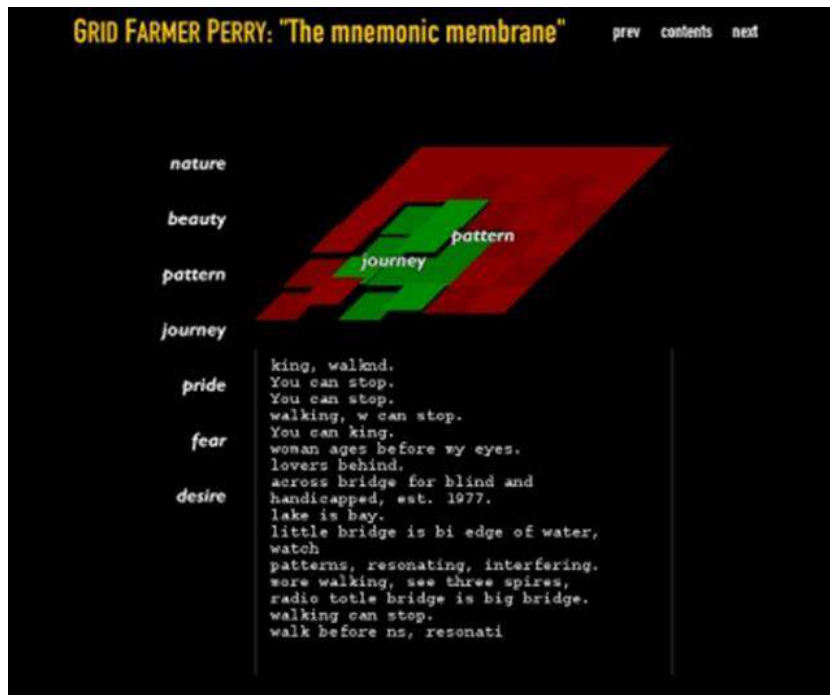 GRID FARMER PERRY: "The mnemonic membrane"
prev contents next
nature
beauty
pattern
journey
pride
fear
desire
pattern
journey
king, walknd.
You can stop.
You can stop.
walking, w can stop.
You can king.
woman ages before my eyes.
lovers behind.
across bridge for blind and
handicapped, est. 1977.
lake is bay.
little bridge is bi edge of water,
watch
patterns, resonating, interfering.
more walking, see three spires,
radio totle bridge is big bridge.
walking can stop.
walk before ns, resonati